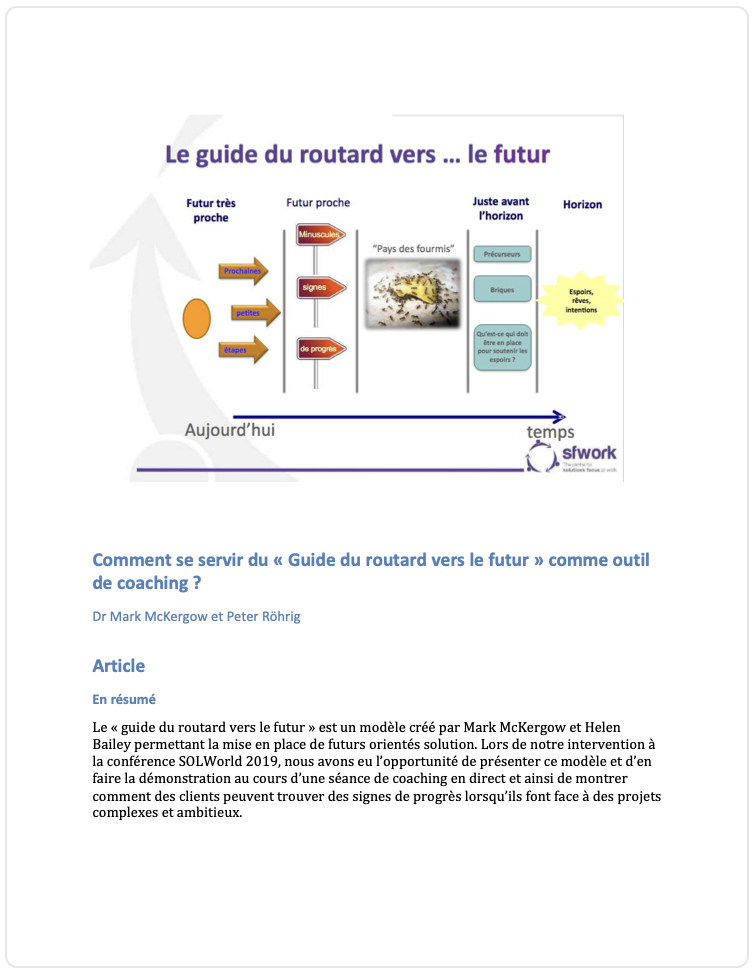 Le guide du routard vers … le futur
Futur très
proche
Futur proche
Juste avant
l'horizon
Horizon
Prochaines
petites
étapes
Minuscules
signes
de progrès
"Pays des fourmis"
Précurseurs
Briques
Qu'est-ce qui doit
être en place
pour soutenir les
espoirs ?
Espoirs,
rêves,
intentions
Aujourd'hui
temps
sfwork
The centre for
solutions focus at work
Comment se servir du « Guide du routard vers le futur » comme outil
de coaching ?
Dr Mark McKergow et Peter Röhrig
Article
En résumé
Le « guide du routard vers le futur » est un modèle créé par Mark McKergow et Helen
Bailey permettant la mise en place de futurs orientés solution. Lors de notre intervention à
la conférence SOLWorld 2019, nous avons eu l'opportunité de présenter ce modèle et d'en
faire la démonstration au cours d'une séance de coaching en direct et ainsi de montrer
comment des clients peuvent trouver des signes de progrès lorsqu'ils font face à des projets
complexes et ambitieux.